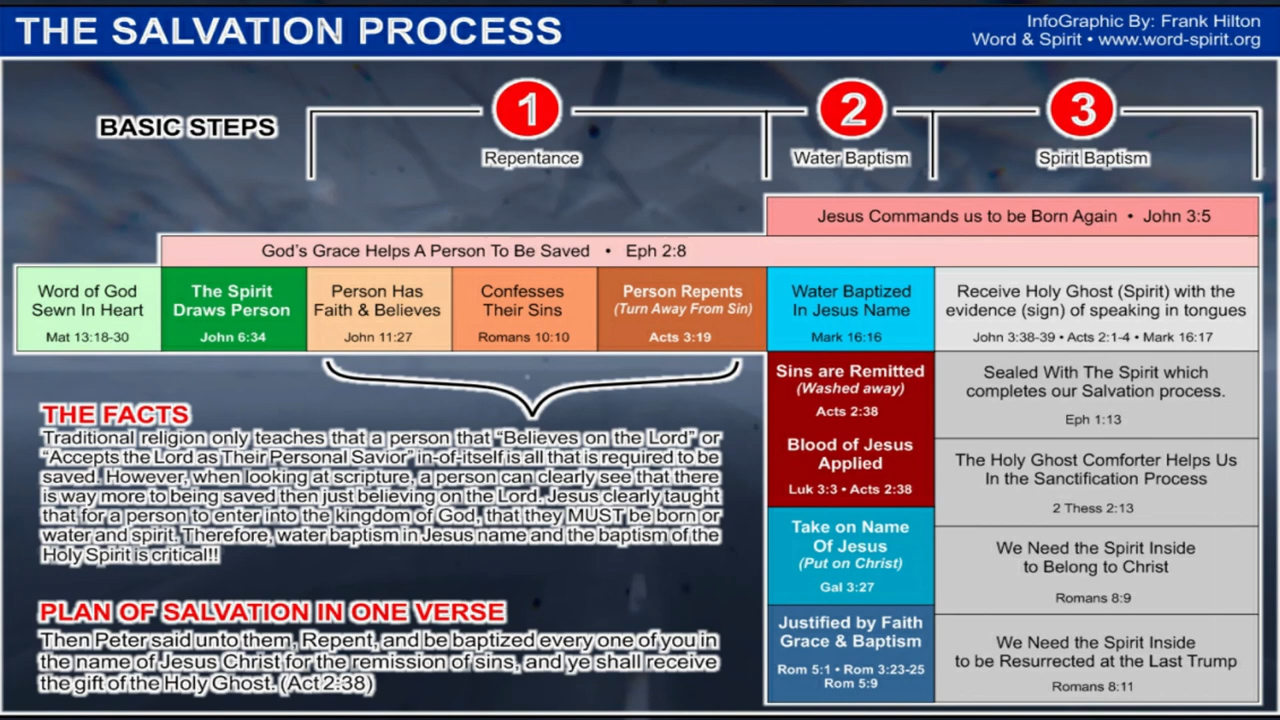 THE SALVATION PROCESS
InfoGraphic By: Frank Hilton
Word & Spirit • www.word-spirit.org
BASIC STEPS
1
Repentance
2
Water Baptism
3
Spirit Baptism
Jesus Commands us to be Born Again • John 3:5
God's Grace Helps A Person To Be Saved • Eph 2:8
Word of God
Sewn In Heart
Mat 13:18-30
The Spirit
Draws Person
John 6:34
Person Has
Faith & Believes
John 11:27
Confesses
Their Sins
Romans 10:10
Person Repents
(Turn Away From Sin)
Acts 3:19
Water Baptized
In Jesus Name
Mark 16:16
Receive Holy Ghost (Spirit) with the
evidence (sign) of speaking in tongues
John 3:38-39 • Acts 2:1-4 • Mark 16:17
Sins are Remitted
(Washed away)
Acts 2:38
Blood of Jesus
Applied
Luk 3:3 • Acts 2:38
Take on Name
Of Jesus
(Put on Christ)
Gal 3:27
Justified by Faith
Grace & Baptism
Rom 5:1 • Rom 3:23-25
Rom 5:9
Sealed With The Spirit which
completes our Salvation process.
Eph 1:13
The Holy Ghost Comforter Helps Us
In the Sanctification Process
2 Thess 2:13
We Need the Spirit Inside
to Belong to Christ
Romans 8:9
We Need the Spirit Inside
to be Resurrected at the Last Trump
Romans 8:11
THE FACTS
Traditional religion only teaches that a person that “Believes on the Lord” or
“Accepts the Lord as Their Personal Savior” in-of-itself is all that is required to be
saved. However, when looking at scripture, a person can clearly see that there
is way more to being saved then just believing on the Lord. Jesus clearly taught
that for a person to enter into the kingdom of God, that they MUST be born or
water and spirit. Therefore, water baptism in Jesus name and the baptism of the
Holy Spirit is critical!!
PLAN OF SALVATION IN ONE VERSE
Then Peter said unto them, Repent, and be baptized every one of you in
the name of Jesus Christ for the remission of sins, and ye shall receive
the gift of the Holy Ghost. (Act 2:38)